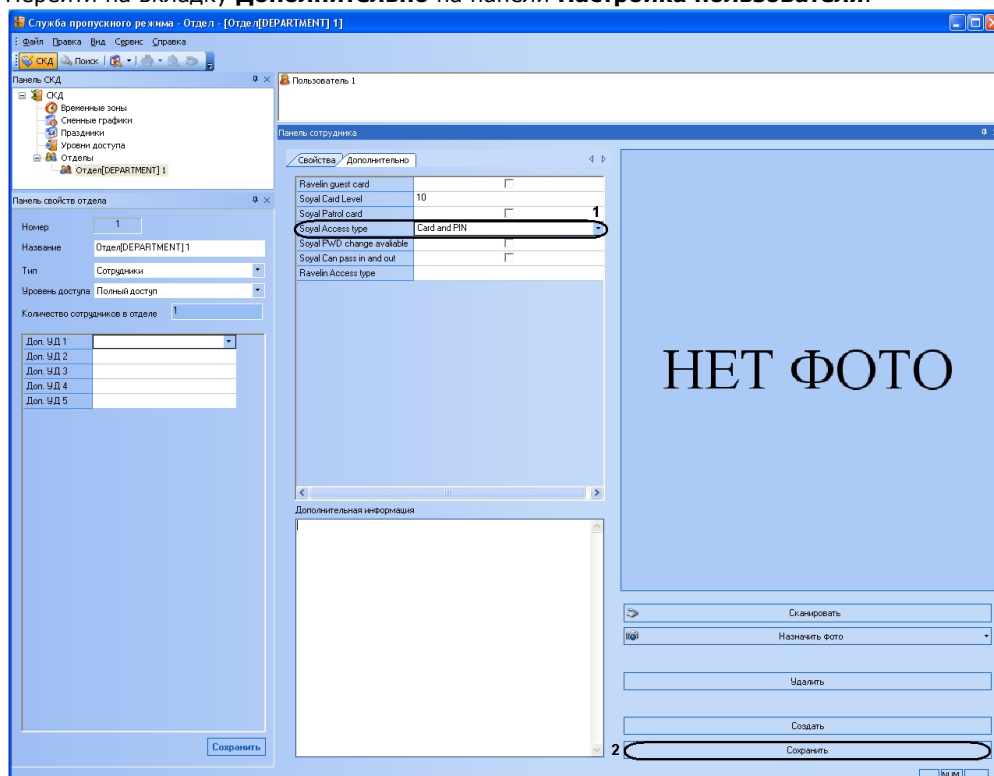 Перейти на вкладку Дополнительно на панели Настройка пользователя.
Служба пропускного режима - Отдел - [Отдел[DEPARTMENT] 1]
Файл Правка Вид Сервис Справка
СКД Поиск
Панель СКД
СКД
Временные зоны
Сменные графики
Праздники
Уровни доступа
Отделы
Отдел[DEPARTMENT] 1
Панель свойств отдела
Номер 1
Название Отдел[DEPARTMENT] 1
Тип Сотрудники
Уровень доступа Полный доступ
Количество сотрудников в отделе 1
Доп. УД 1
Доп. УД 2
Доп. УД 3
Доп. УД 4
Доп. УД 5
Сохранить
Пользователь 1
Панель сотрудника
Свойства Дополнительно
Ravelin guest card
Soyal Card Level 10
Soyal Patrol card 1
Soyal Access type Card and PIN
Soyal PWD change avaliable
Soyal Can pass in and out
Ravelin Access type
Дополнительная информация
НЕТ ФОТО
Сканировать
Назначить фото
Удалить
Создать
2 Сохранить
NUM